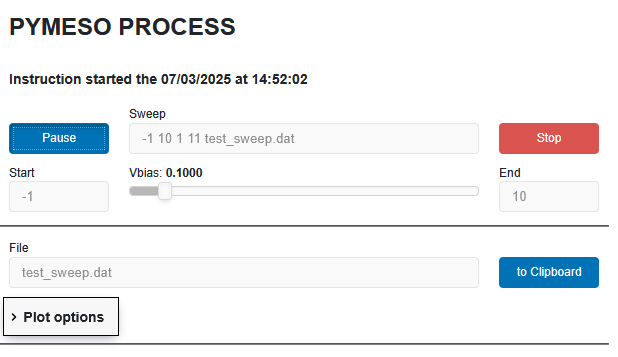 PYMESO PROCESS
Instruction started the 07/03/2025 at 14:52:02
Sweep
Pause -1 10 1 11 test_sweep.dat Stop
Start Vbias: 0.1000 End
-1 10
File
test_sweep.dat to Clipboard
Plot options